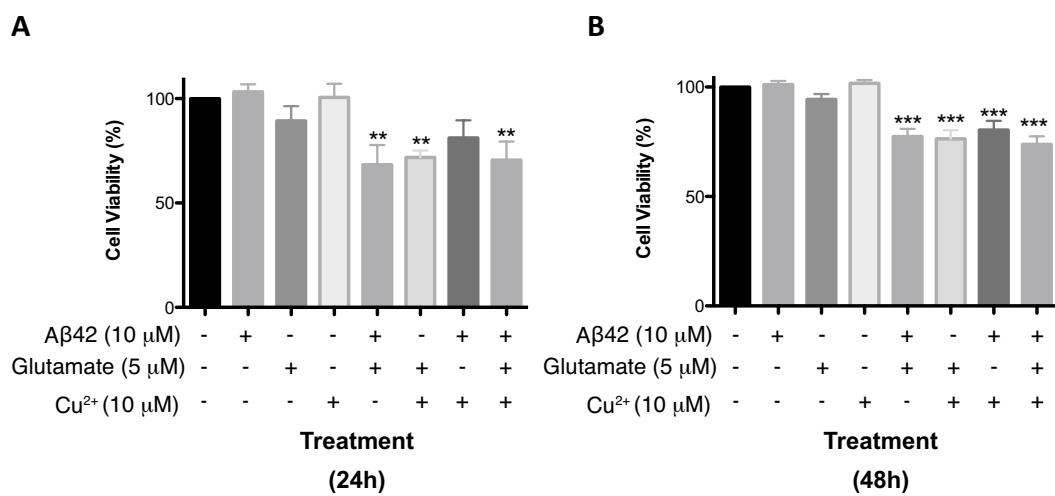 A
Cell Viability (%)
100
50
0
** ** **
Aβ42 (10 μM) - + - - + - + +
Glutamate (5 μM) - - + - + + - +
Cu²⁺ (10 μM) - - - + - + + +
Treatment
(24h)
B
Cell Viability (%)
100
50
0
*** *** *** ***
Aβ42 (10 μM) - + - - + - + +
Glutamate (5 μM) - - + - + + - +
Cu²⁺ (10 μM) - - - + - + + +
Treatment
(48h)